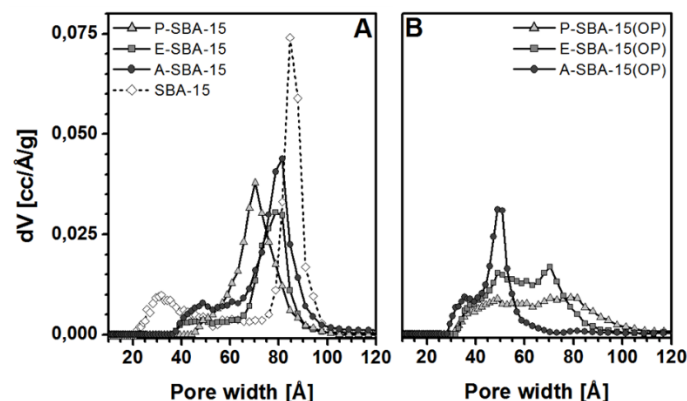 A
P-SBA-15
E-SBA-15
A-SBA-15
SBA-15
B
P-SBA-15(OP)
E-SBA-15(OP)
A-SBA-15(OP)
dV [cc/Å/g]
0,075
0,050
0,025
0,000
20 40 60 80 100 120
20 40 60 80 100 120
Pore width [Å]
Pore width [Å]